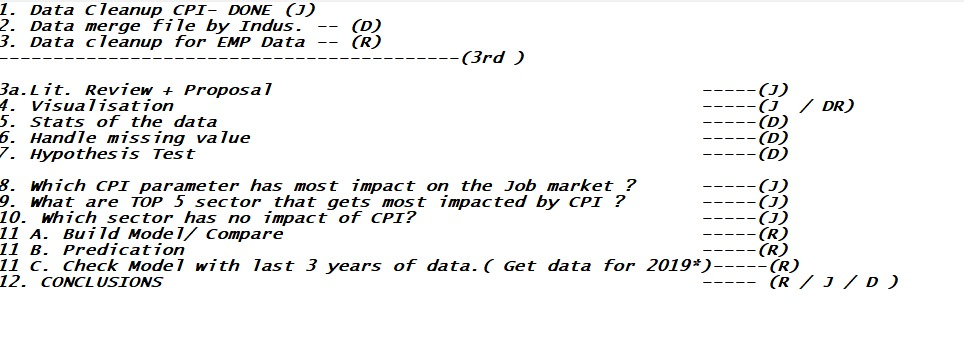 1. Data Cleanup CPI- DONE (J)
2. Data merge file by Indus. -- (D)
3. Data cleanup for EMP Data -- (R)
-------------------------------------------(3rd )
3a.Lit. Review + Proposal -----(J)
4. Visualisation -----(J / DR)
5. Stats of the data -----(D)
6. Handle missing value -----(D)
7. Hypothesis Test -----(D)
8. Which CPI parameter has most impact on the Job market ? -----(J)
9. What are TOP 5 sector that gets most impacted by CPI ? -----(J)
10. Which sector has no impact of CPI? -----(J)
11 A. Build Model/ Compare -----(R)
11 B. Predication -----(R)
11 C. Check Model with last 3 years of data.( Get data for 2019*)-----(R)
12. CONCLUSIONS ----- (R / J / D )